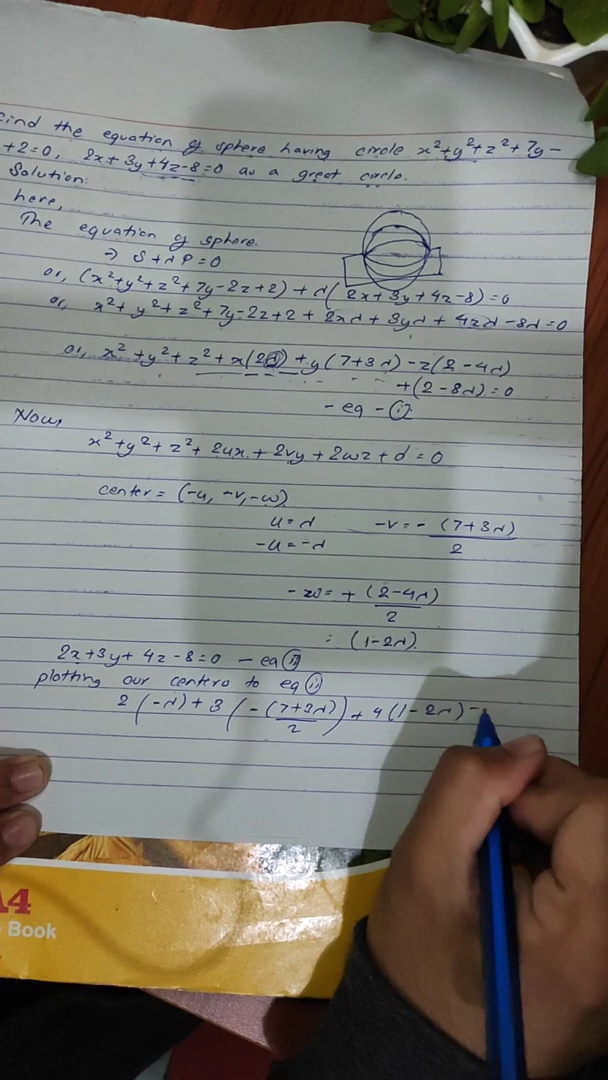 find the equation of sphere having circle x²+y²+z²+7y-
+2=0, 2x+3y+4z-8=0 as a great circle.
Solution:
here,
The equation of sphere.
⇒ S+λP=0
or, (x²+y²+z²+7y-2z+2)+λ(2x+3y+4z-8)=0
or, x²+y²+z²+7y-2z+2+2xλ+3yλ+4zλ-8λ=0
or, x²+y²+z²+x(2λ)+y(7+3λ)-z(2-4λ)
+(2-8λ)=0
- eq - (i)
Now,
x²+y²+z²+2ux+2vy+2wz+d=0
center = (-u, -v, -w)
u=λ -v=-(7+3λ)/2
-u=-λ
-w=+(2-4λ)/2
: (1-2λ)
2x+3y+4z-8=0 - eq (ii)
plotting our centers to eq (i)
2(-λ)+3(-(7+3λ)/2)+4(1-2λ)-
A4
Book